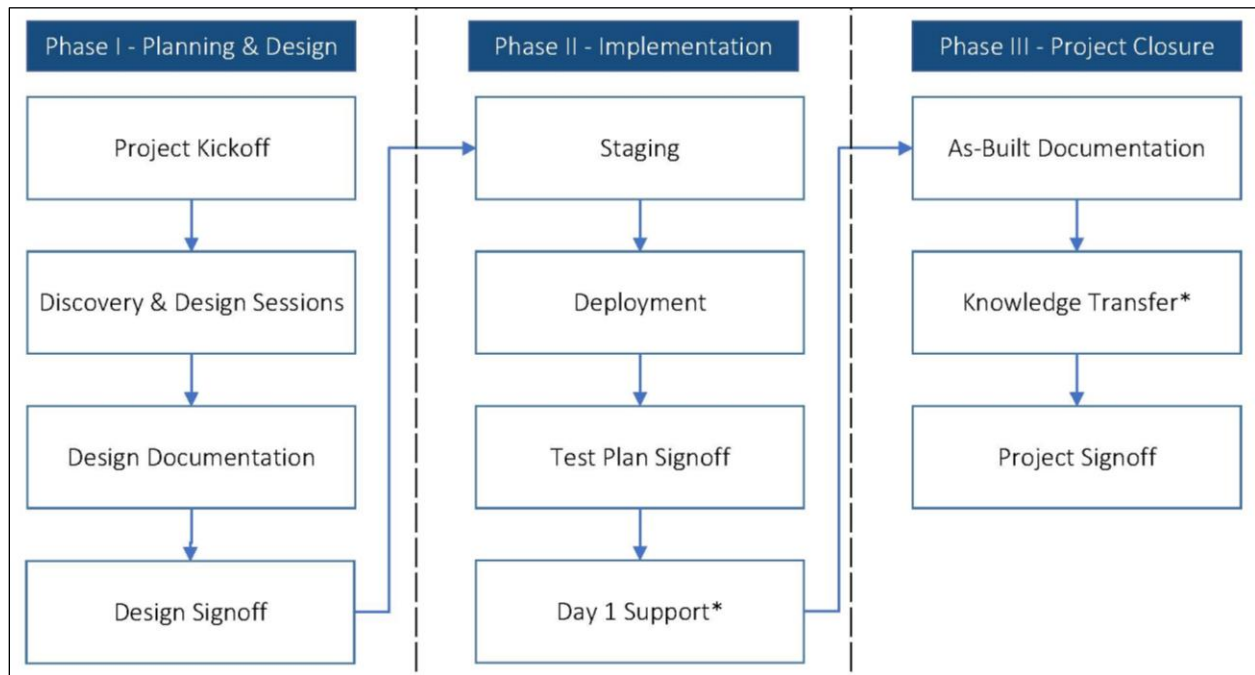 Phase I - Planning & Design
Project Kickoff
Discovery & Design Sessions
Design Documentation
Design Signoff
Phase II - Implementation
Staging
Deployment
Test Plan Signoff
Day 1 Support*
Phase III - Project Closure
As-Built Documentation
Knowledge Transfer*
Project Signoff